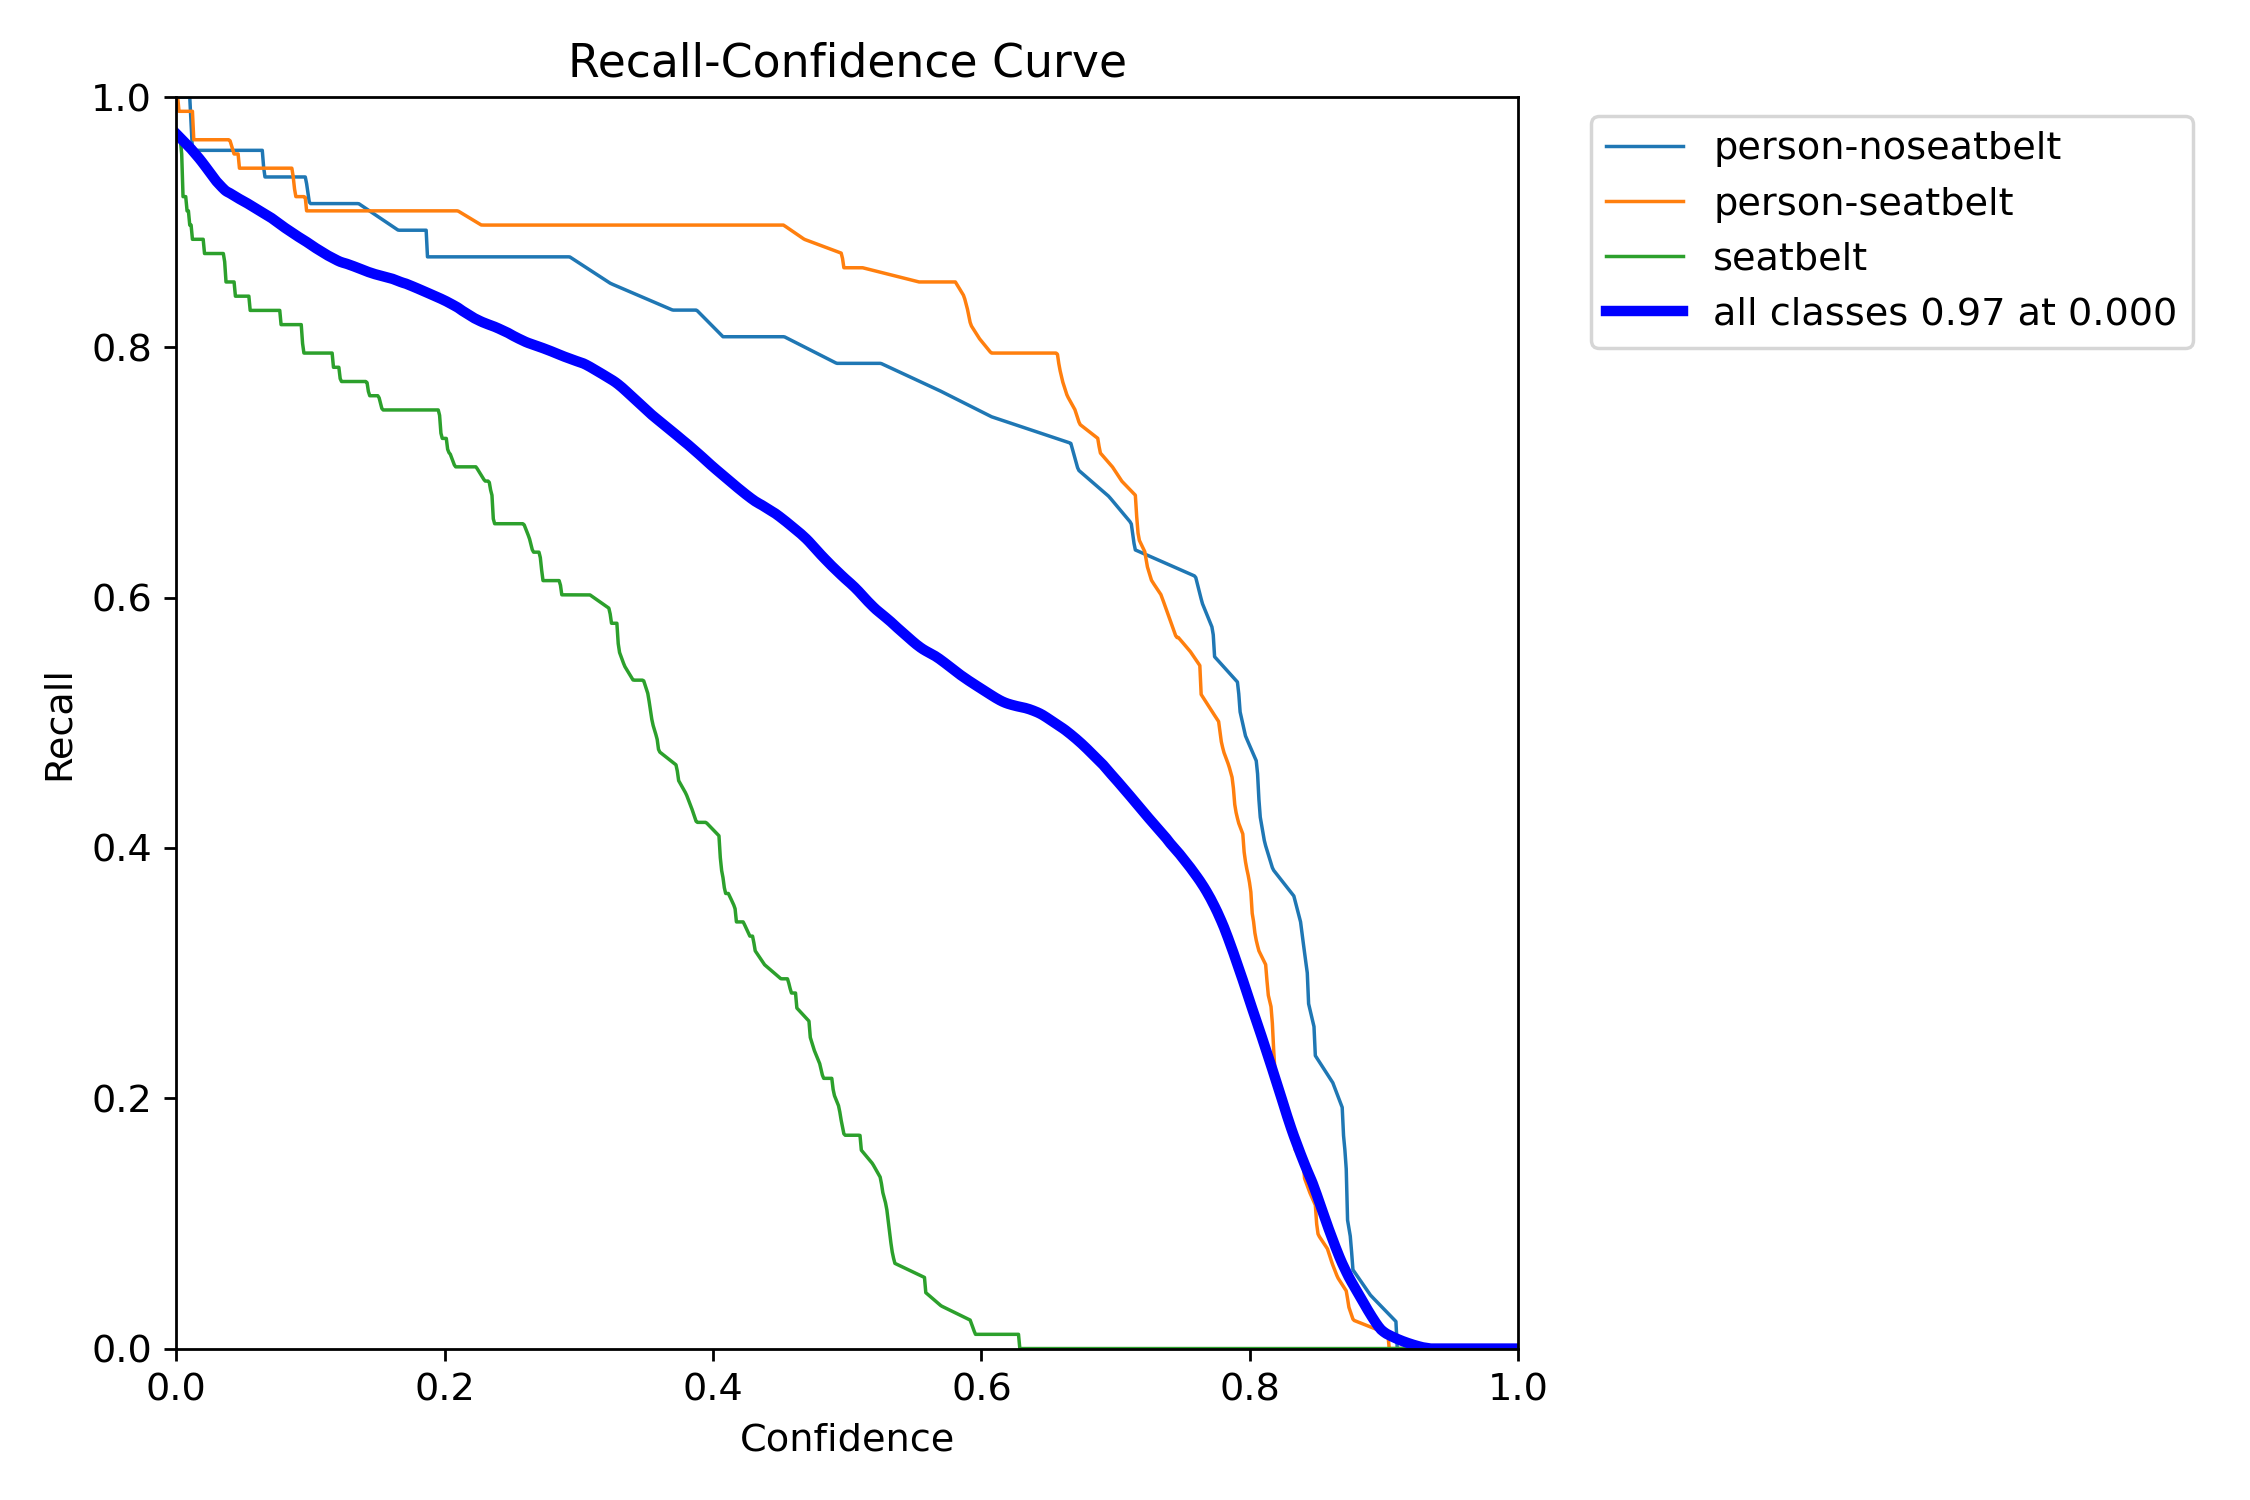 Recall-Confidence Curve
1.0
0.8
0.6
0.4
0.2
0.0
Recall
0.0 0.2 0.4 0.6 0.8 1.0
Confidence
person-noseatbelt
person-seatbelt
seatbelt
all classes 0.97 at 0.000